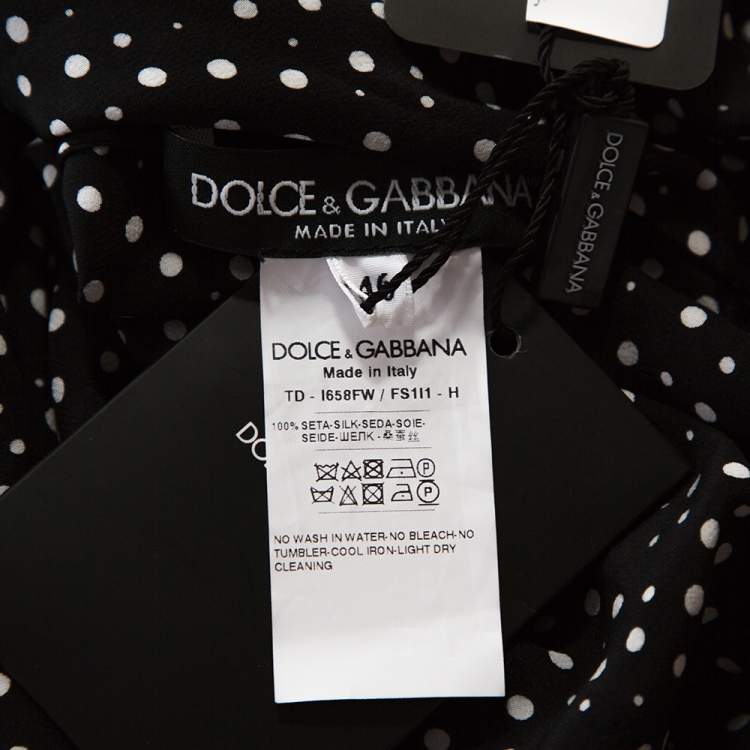 DOLCE & GABBANA
MADE IN ITALY
DOLCE & GABBANA
DOLCE & GABBANA
Made in Italy
TD - I658FW / FS1I1 - H
100% SETA-SILK-SEDA-SOIE-
SEIDE-ШЕЛК-桑蚕丝
NO WASH IN WATER-NO BLEACH-NO
TUMBLER-COOL IRON-LIGHT DRY
CLEANING